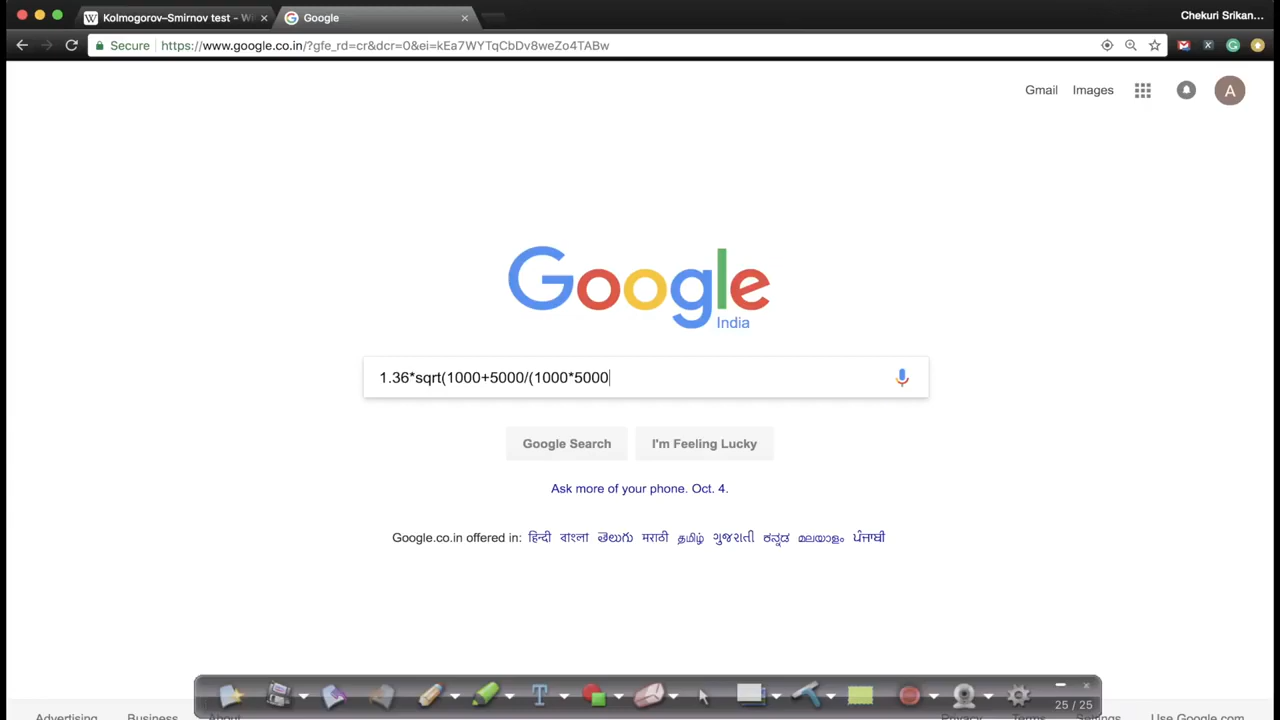 Kolmogorov–Smirnov test - W
Google
Chekuri Srikan...
Secure
https://www.google.co.in/?gfe_rd=cr&dcr=0&ei=kEa7WYTqCbDv8weZo4TABw
Gmail Images
A
Google
India
1.36*sqrt(1000+5000/(1000*5000
Google Search
I'm Feeling Lucky
Ask more of your phone. Oct. 4.
Google.co.in offered in: हिन्दी বাংলা తెలుగు मराठी தமிழ் ગુજરાતી ಕನ್ನಡ മലയാളം ਪੰਜਾਬੀ
25 / 25
Advertising Business About Privacy Terms Settings Use Google.com